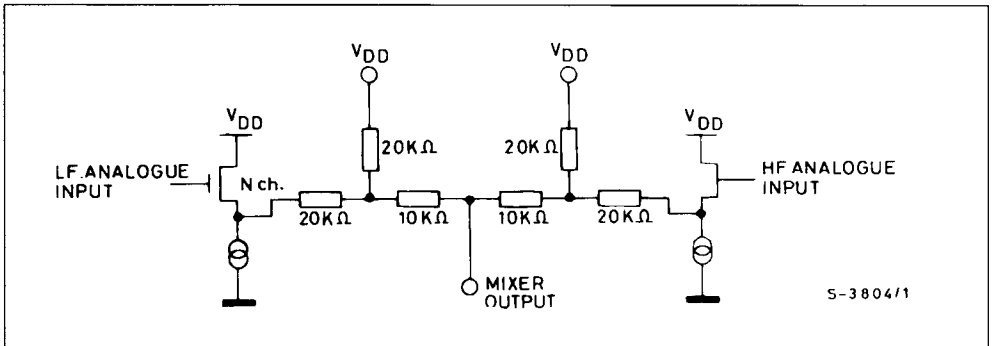 VDD
VDD
VDD
VDD
20KΩ
20KΩ
LF.ANALOGUE
INPUT
N ch.
HF ANALOGUE
INPUT
20KΩ
10KΩ
10KΩ
20KΩ
MIXER
OUTPUT
S-3804/1